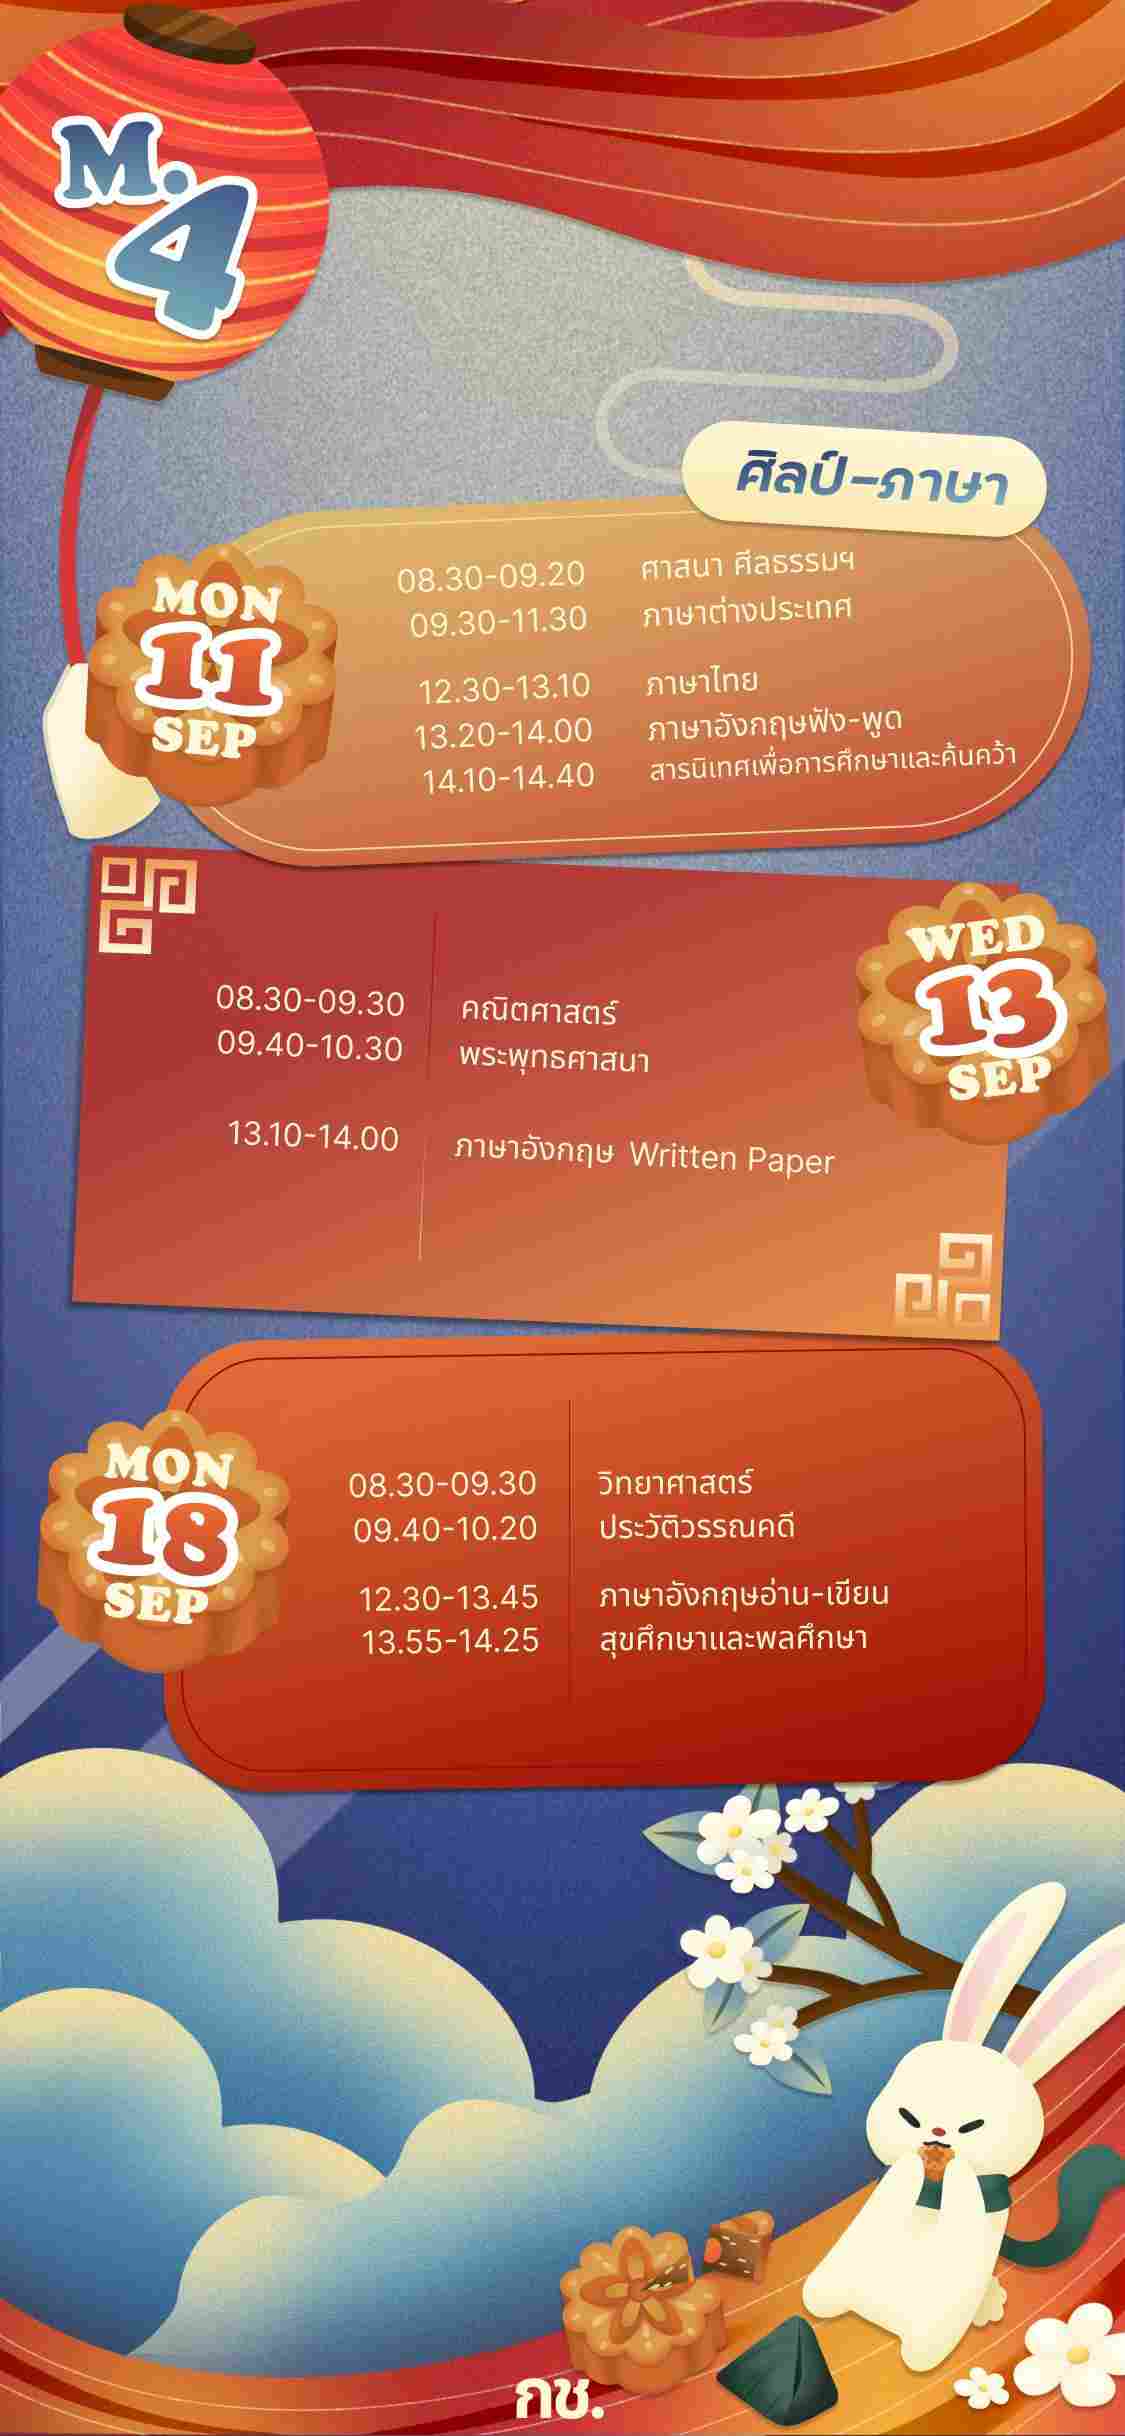 M.
4
ศิลป์-ภาษา
MON
11
SEP
08.30-09.20 ศาสนา ศีลธรรมฯ
09.30-11.30 ภาษาต่างประเทศ
12.30-13.10 ภาษาไทย
13.20-14.00 ภาษาอังกฤษฟัง-พูด
14.10-14.40 สารนิเทศเพื่อการศึกษาและค้นคว้า
WED
13
SEP
08.30-09.30 คณิตศาสตร์
09.40-10.30 พระพุทธศาสนา
13.10-14.00 ภาษาอังกฤษ Written Paper
MON
18
SEP
08.30-09.30 วิทยาศาสตร์
09.40-10.20 ประวัติวรรณคดี
12.30-13.45 ภาษาอังกฤษอ่าน-เขียน
13.55-14.25 สุขศึกษาและพลศึกษา
กช.